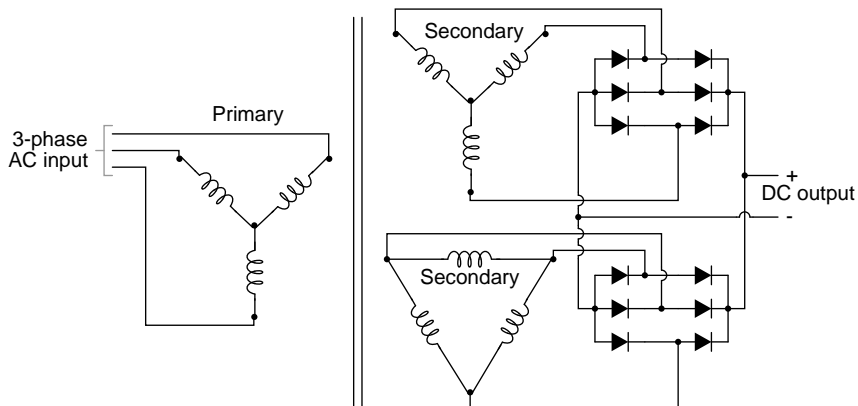 Secondary
Primary
3-phase
AC input
+
DC output
-
Secondary